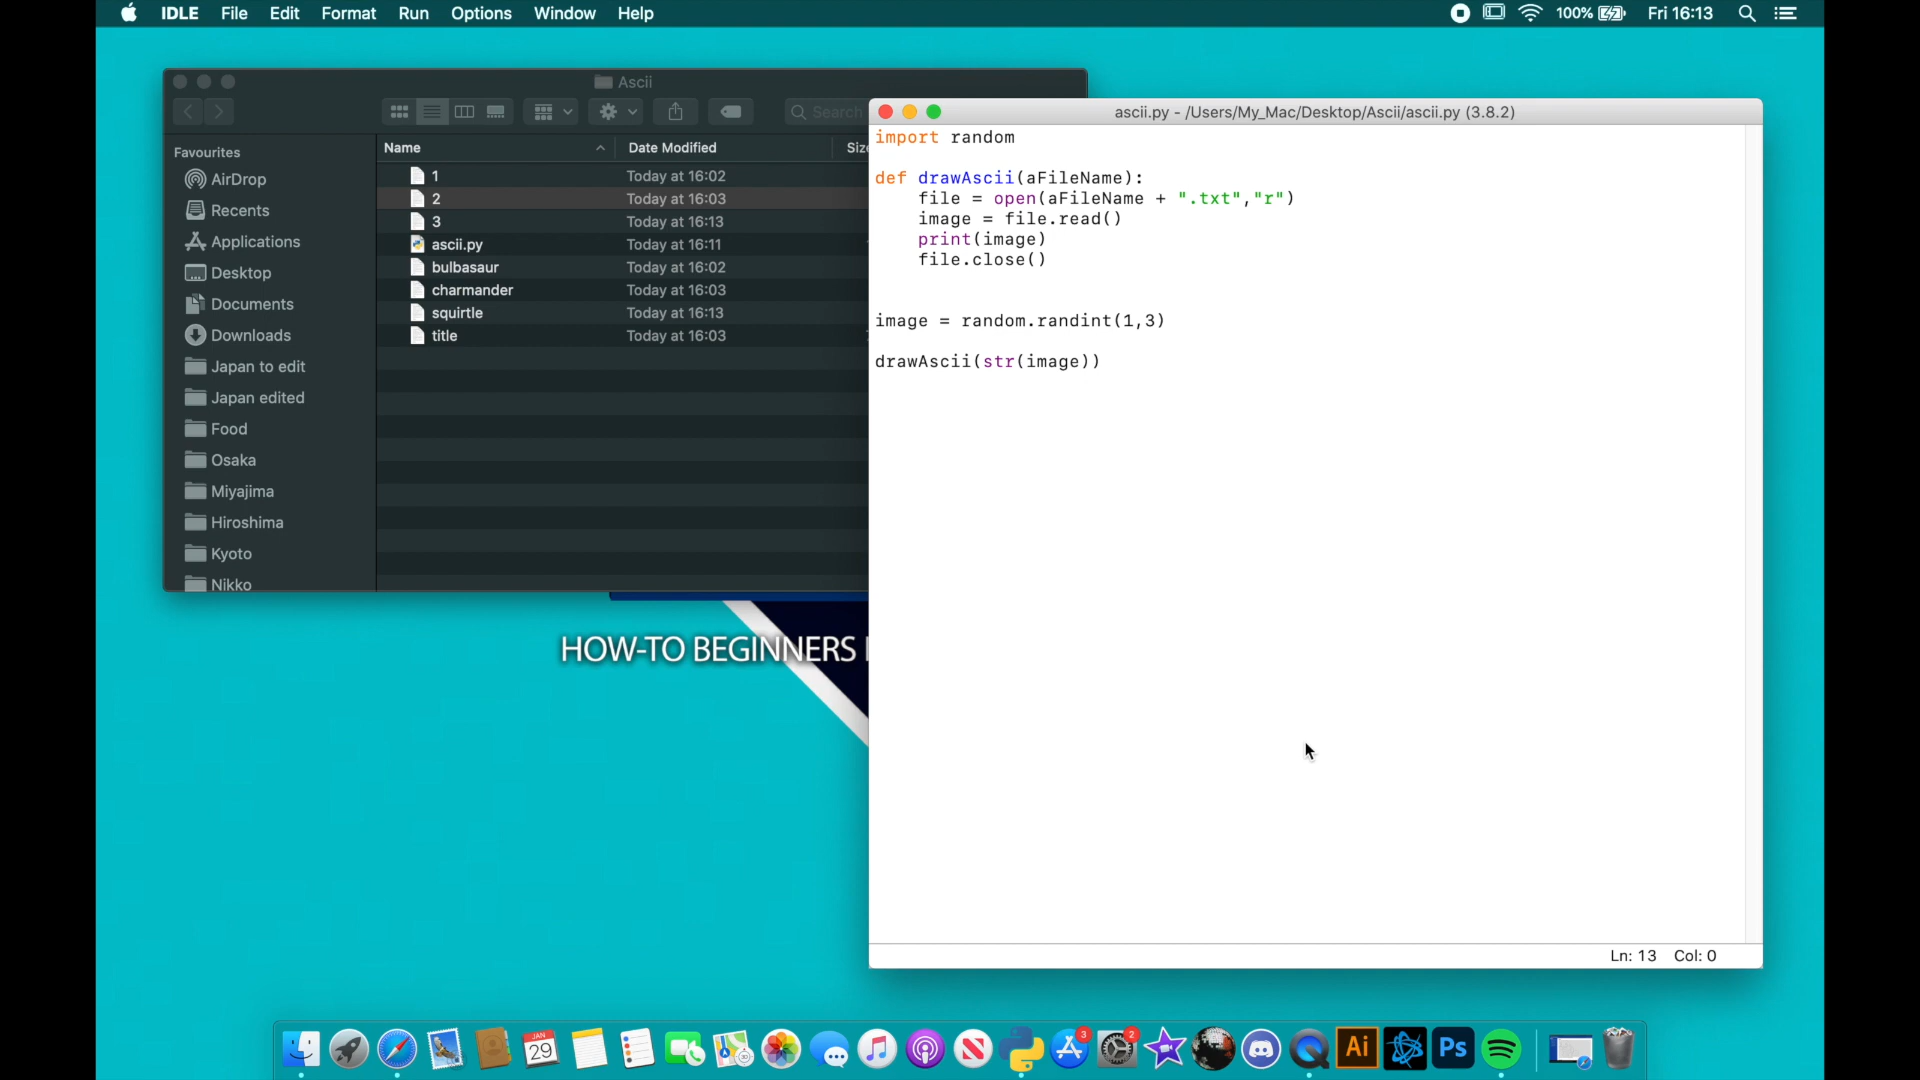 IDLE File Edit Format Run Options Window Help
100% Fri 16:13
Ascii
Search
Favourites
AirDrop
Recents
Applications
Desktop
Documents
Downloads
Japan to edit
Japan edited
Food
Osaka
Miyajima
Hiroshima
Kyoto
Nikko
Name Date Modified
1 Today at 16:02
2 Today at 16:03
3 Today at 16:13
ascii.py Today at 16:11
bulbasaur Today at 16:02
charmander Today at 16:03
squirtle Today at 16:13
title Today at 16:03
HOW-TO BEGINNERS
ascii.py - /Users/My_Mac/Desktop/Ascii/ascii.py (3.8.2)
import random
def drawAscii(aFileName):
file = open(aFileName + ".txt","r")
image = file.read()
print(image)
file.close()
image = random.randint(1,3)
drawAscii(str(image))
Ln: 13 Col: 0
JAN
29
3D
3
2
Ai
Ps